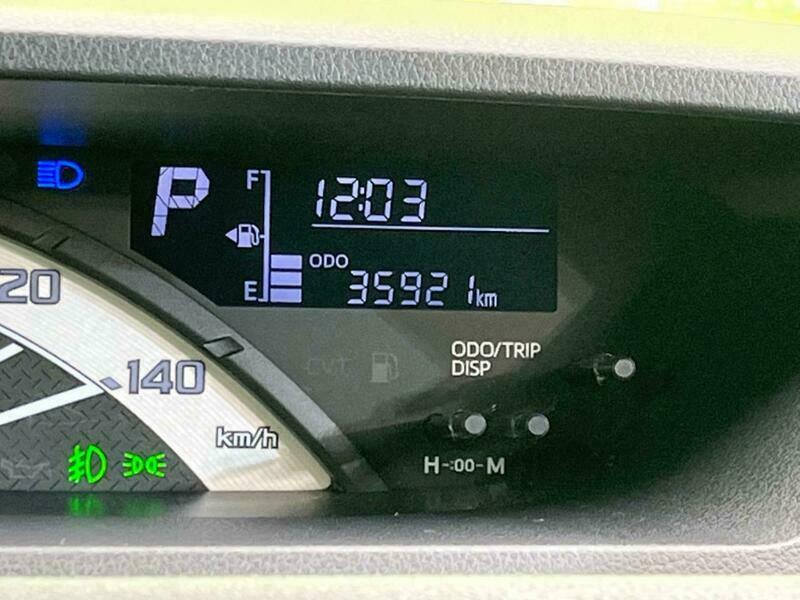 P
F
12:03
ODO
35921km
E
20
140
km/h
CVT
ODO/TRIP
DISP
H-:00-M